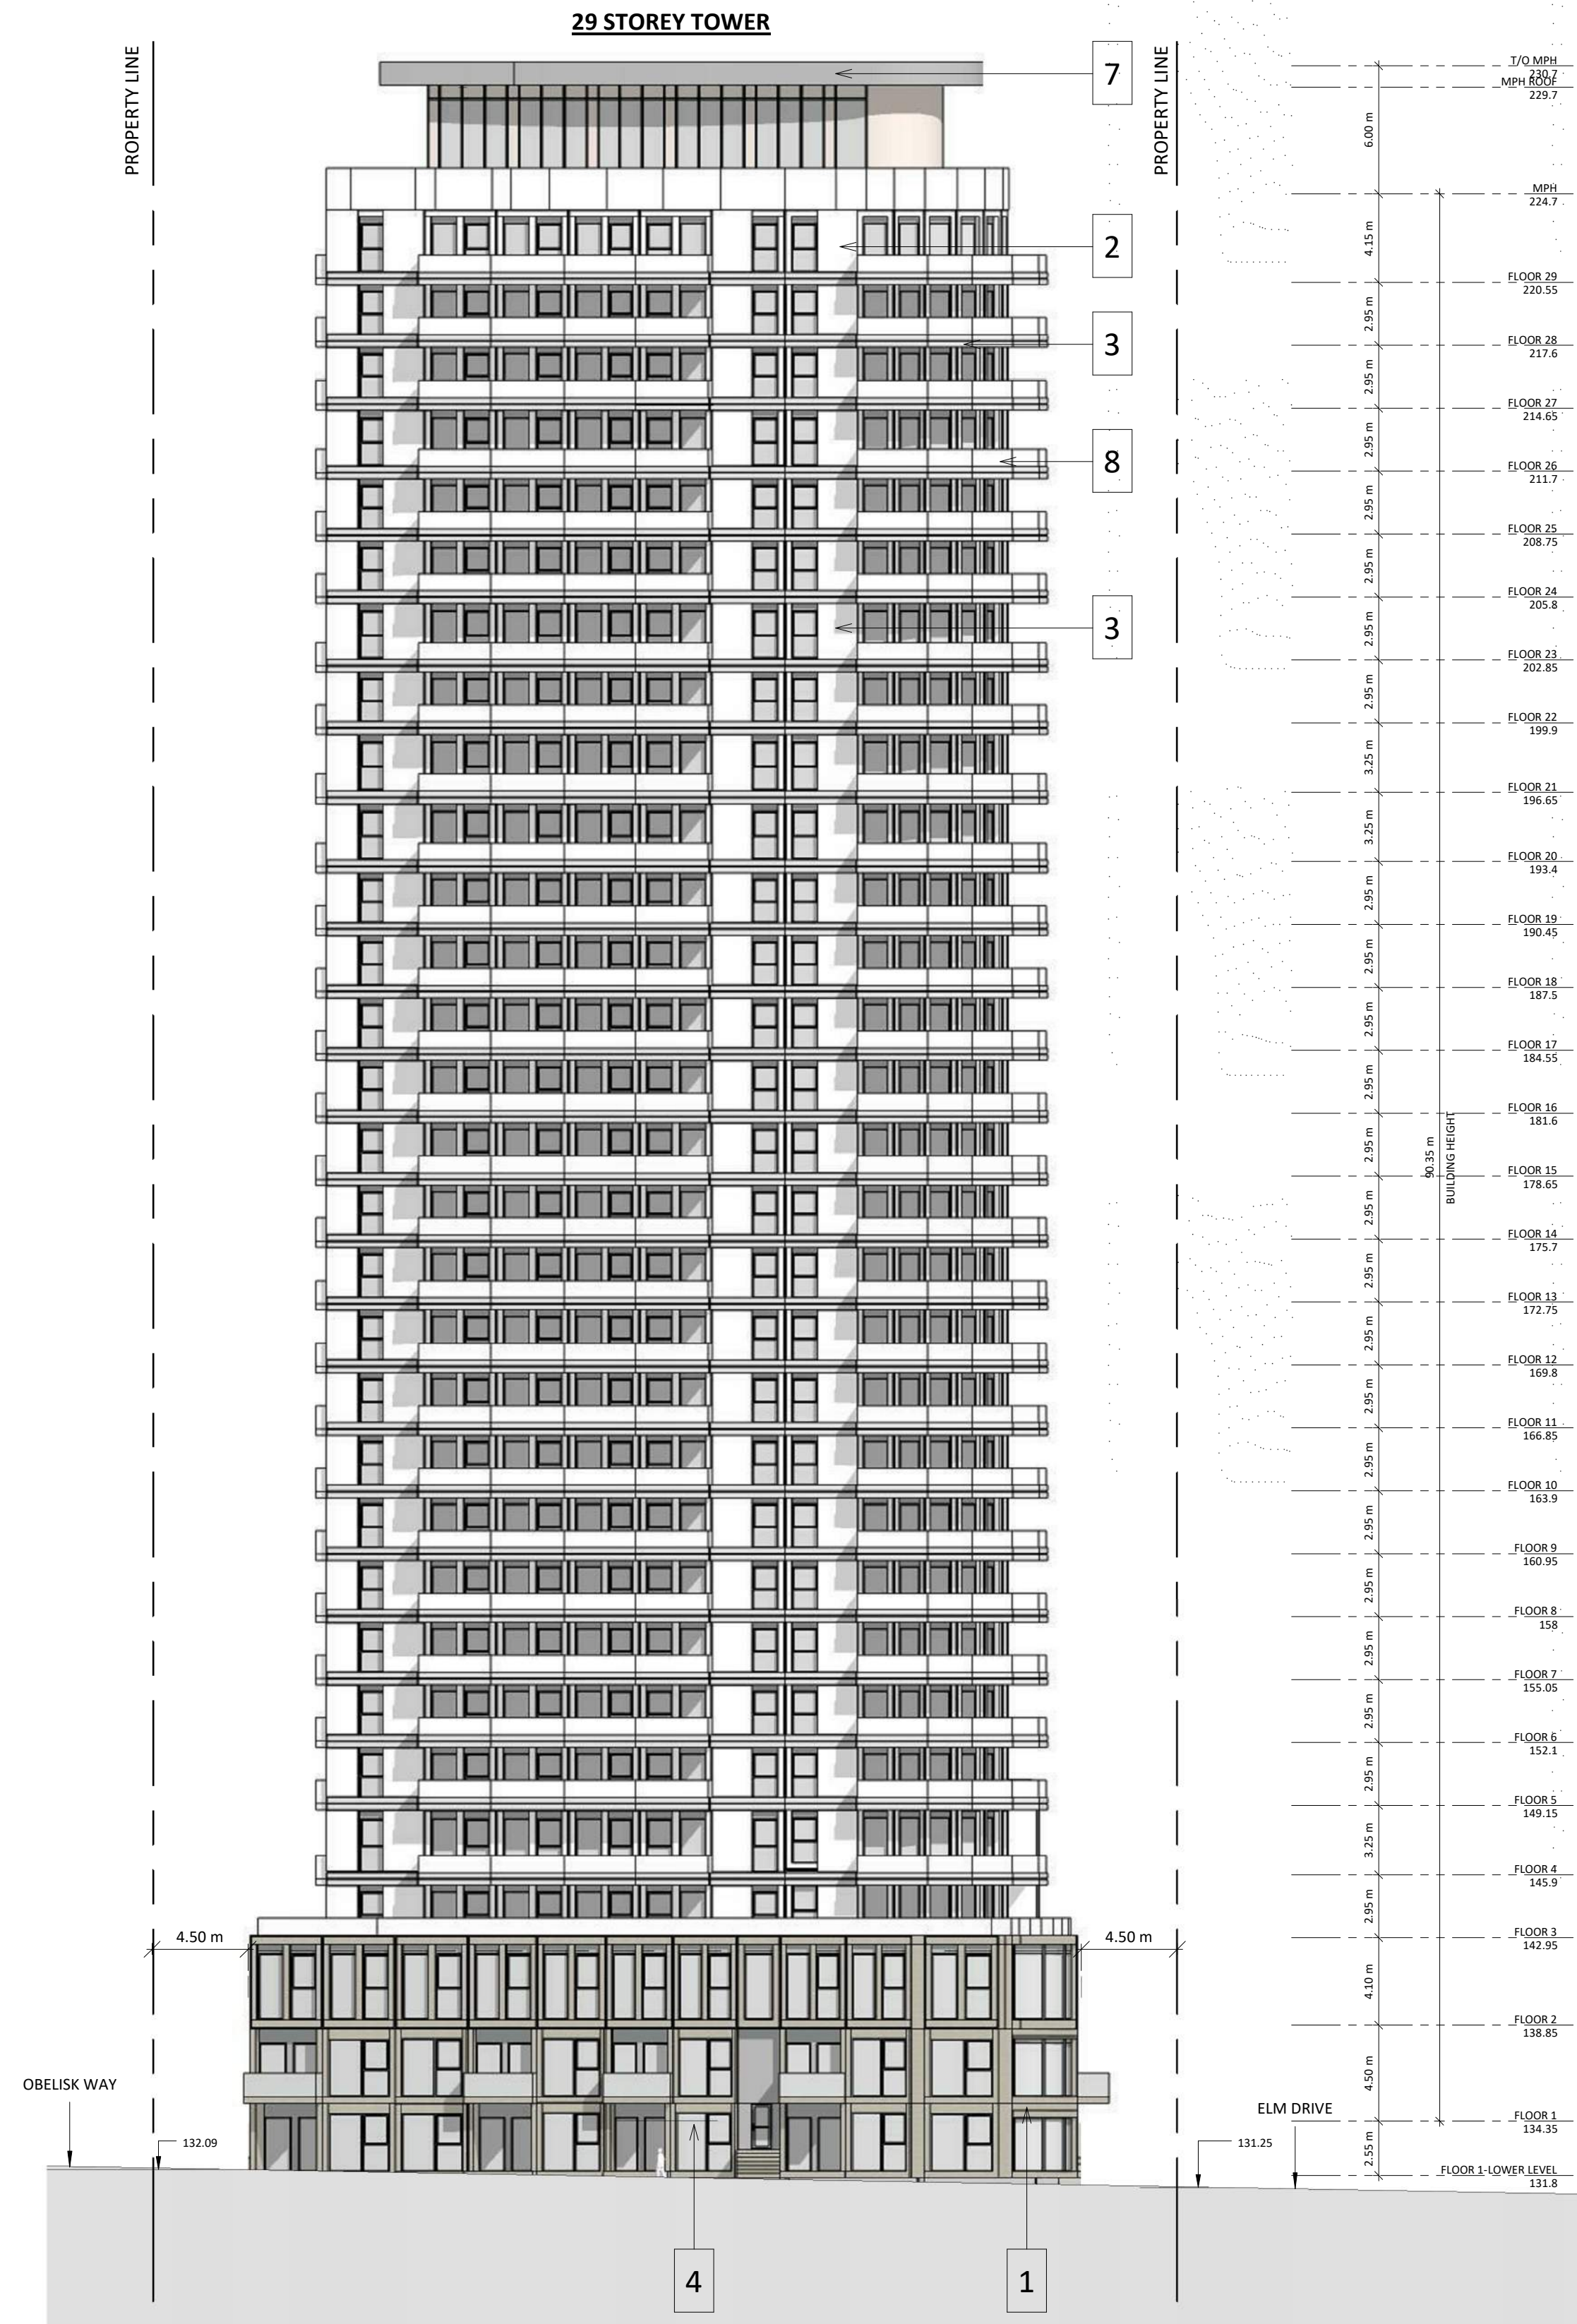 29 STOREY TOWER
PROPERTY LINE
PROPERTY LINE
7
2
3
8
3
T/O MPH
230.7
MPH ROOF
229.7
6.00 m
MPH
224.7
4.15 m
FLOOR 29
220.55
2.95 m
FLOOR 28
217.6
2.95 m
FLOOR 27
214.65
2.95 m
FLOOR 26
211.7
2.95 m
FLOOR 25
208.75
2.95 m
FLOOR 24
205.8
2.95 m
FLOOR 23
202.85
2.95 m
FLOOR 22
199.9
3.25 m
FLOOR 21
196.65
3.25 m
FLOOR 20
193.4
2.95 m
FLOOR 19
190.45
2.95 m
FLOOR 18
187.5
2.95 m
FLOOR 17
184.55
2.95 m
FLOOR 16
181.6
2.95 m
90.35 m
BUILDING HEIGHT
FLOOR 15
178.65
2.95 m
FLOOR 14
175.7
2.95 m
FLOOR 13
172.75
2.95 m
FLOOR 12
169.8
2.95 m
FLOOR 11
166.85
2.95 m
FLOOR 10
163.9
2.95 m
FLOOR 9
160.95
2.95 m
FLOOR 8
158
2.95 m
FLOOR 7
155.05
2.95 m
FLOOR 6
152.1
2.95 m
FLOOR 5
149.15
3.25 m
FLOOR 4
145.9
2.95 m
FLOOR 3
142.95
4.50 m
4.50 m
4.10 m
FLOOR 2
138.85
4.50 m
OBELISK WAY
ELM DRIVE
FLOOR 1
134.35
132.09
131.25
2.55 m
FLOOR 1-LOWER LEVEL
131.8
4
1